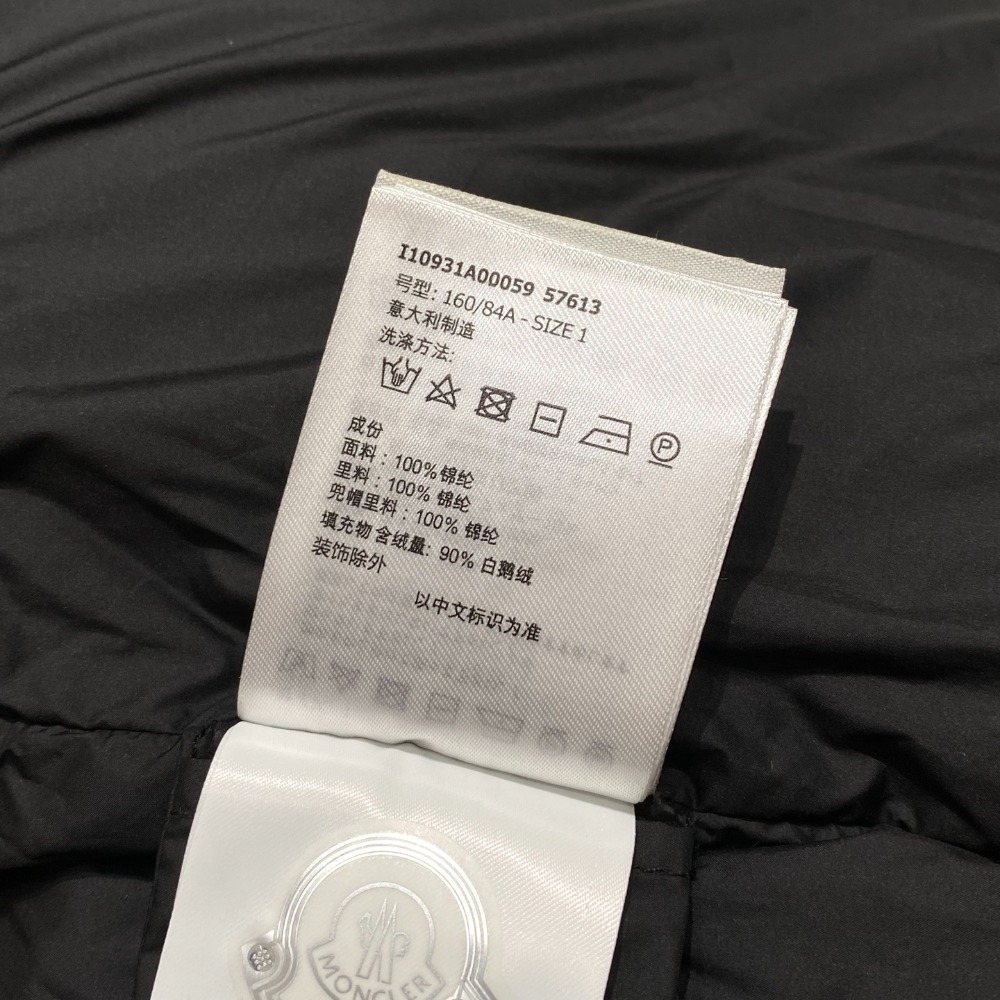 I10931A00059 57613
号型: 160/84A - SIZE 1
意大利制造
洗涤方法:
P
成份
面料 : 100% 锦纶
里料 : 100% 锦纶
兜帽里料 : 100% 锦纶
填充物 含绒量: 90% 白鹅绒
装饰除外
以中文标识为准
MONCLER